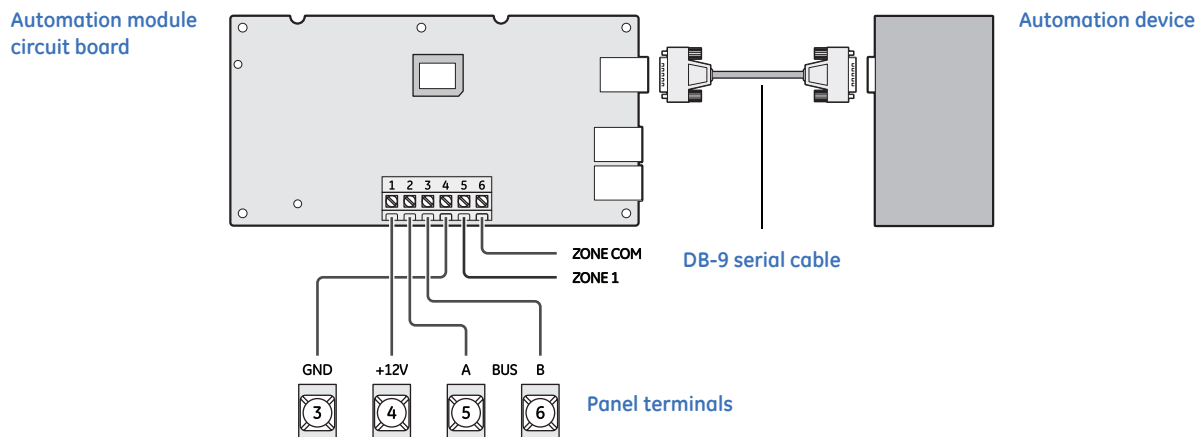 Automation module
circuit board
Automation device
1 2 3 4 5 6
ZONE COM
ZONE 1
DB-9 serial cable
GND +12V A BUS B
3 4 5 6
Panel terminals